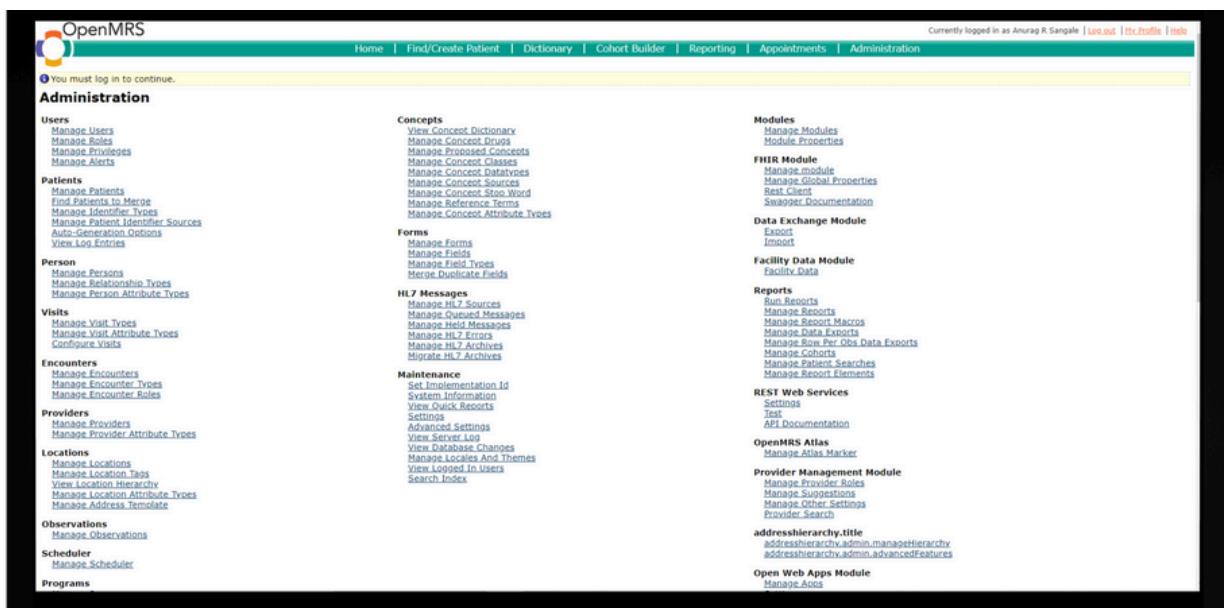 OpenMRS
Currently logged in as Anurag R Sangale | Log out | My Profile | Help
Home | Find/Create Patient | Dictionary | Cohort Builder | Reporting | Appointments | Administration
You must log in to continue.
Administration
Users
Manage Users
Manage Roles
Manage Privileges
Manage Alerts
Patients
Manage Patients
Find Patients to Merge
Manage Identifier Types
Manage Patient Identifier Sources
Auto-Generation Options
View Log Entries
Person
Manage Persons
Manage Relationship Types
Manage Person Attribute Types
Visits
Manage Visit Types
Manage Visit Attribute Types
Configure Visits
Encounters
Manage Encounters
Manage Encounter Types
Manage Encounter Roles
Providers
Manage Providers
Manage Provider Attribute Types
Locations
Manage Locations
Manage Location Tags
View Location Hierarchy
Manage Location Attribute Types
Manage Address Template
Observations
Manage Observations
Scheduler
Manage Scheduler
Programs
Concepts
View Concept Dictionary
Manage Concept Drugs
Manage Proposed Concepts
Manage Concept Classes
Manage Concept Datatypes
Manage Concept Sources
Manage Concept Stop Word
Manage Reference Terms
Manage Concept Attribute Types
Forms
Manage Forms
Manage Fields
Manage Field Types
Merge Duplicate Fields
HL7 Messages
Manage HL7 Sources
Manage Queued Messages
Manage Held Messages
Manage HL7 Errors
Manage HL7 Archives
Migrate HL7 Archives
Maintenance
Set Implementation Id
System Information
View Quick Reports
Settings
Advanced Settings
View Server Log
View Database Changes
Manage Locales And Themes
View Logged In Users
Search Index
Modules
Manage Modules
Module Properties
FHIR Module
Manage module
Manage Global Properties
Rest Client
Swagger Documentation
Data Exchange Module
Export
Import
Facility Data Module
Facility Data
Reports
Run Reports
Manage Reports
Manage Report Macros
Manage Data Exports
Manage Row Per Obs Data Exports
Manage Cohorts
Manage Patient Searches
Manage Report Elements
REST Web Services
Settings
Test
API Documentation
OpenMRS Atlas
Manage Atlas Marker
Provider Management Module
Manage Provider Roles
Manage Suggestions
Manage Other Settings
Provider Search
addresshierarchy.title
addresshierarchy.admin.manageHierarchy
addresshierarchy.admin.advancedFeatures
Open Web Apps Module
Manage Apps